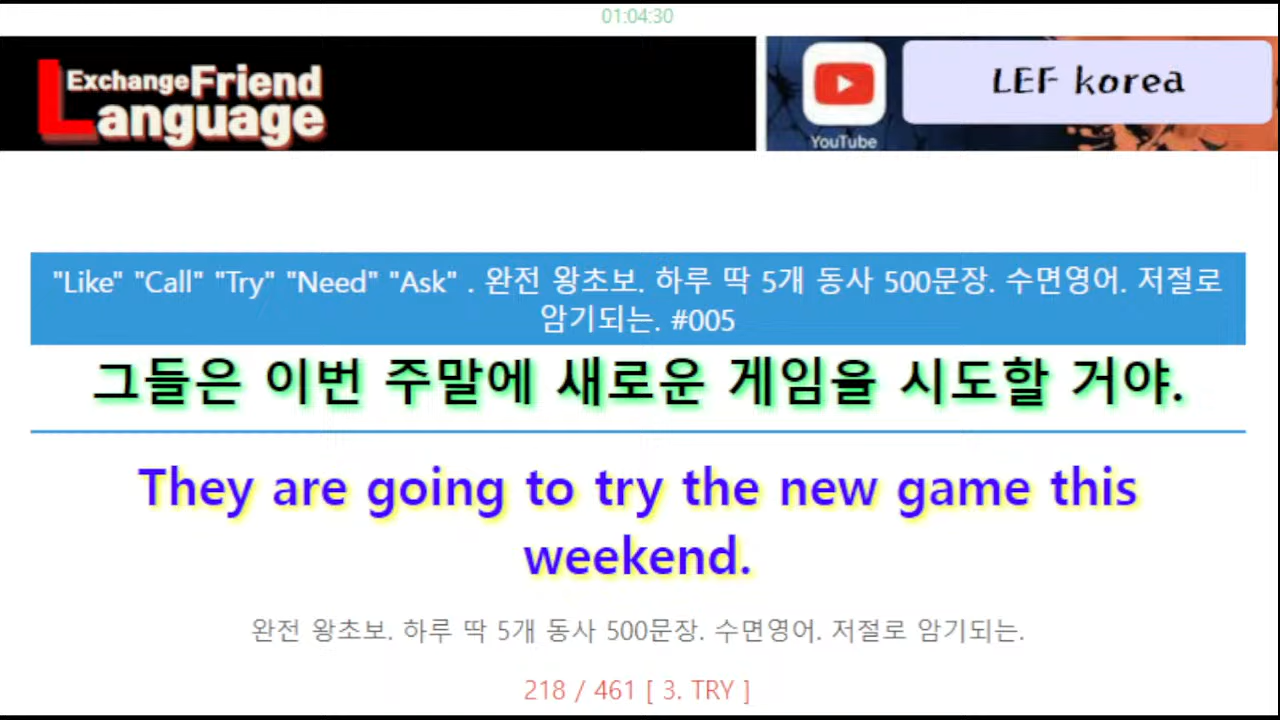 01:04:30
ExchangeFriend
Language
YouTube
LEF korea
"Like" "Call" "Try" "Need" "Ask" . 완전 왕초보. 하루 딱 5개 동사 500문장. 수면영어. 저절로
암기되는. #005
그들은 이번 주말에 새로운 게임을 시도할 거야.
They are going to try the new game this
weekend.
완전 왕초보. 하루 딱 5개 동사 500문장. 수면영어. 저절로 암기되는.
218 / 461 [ 3. TRY ]